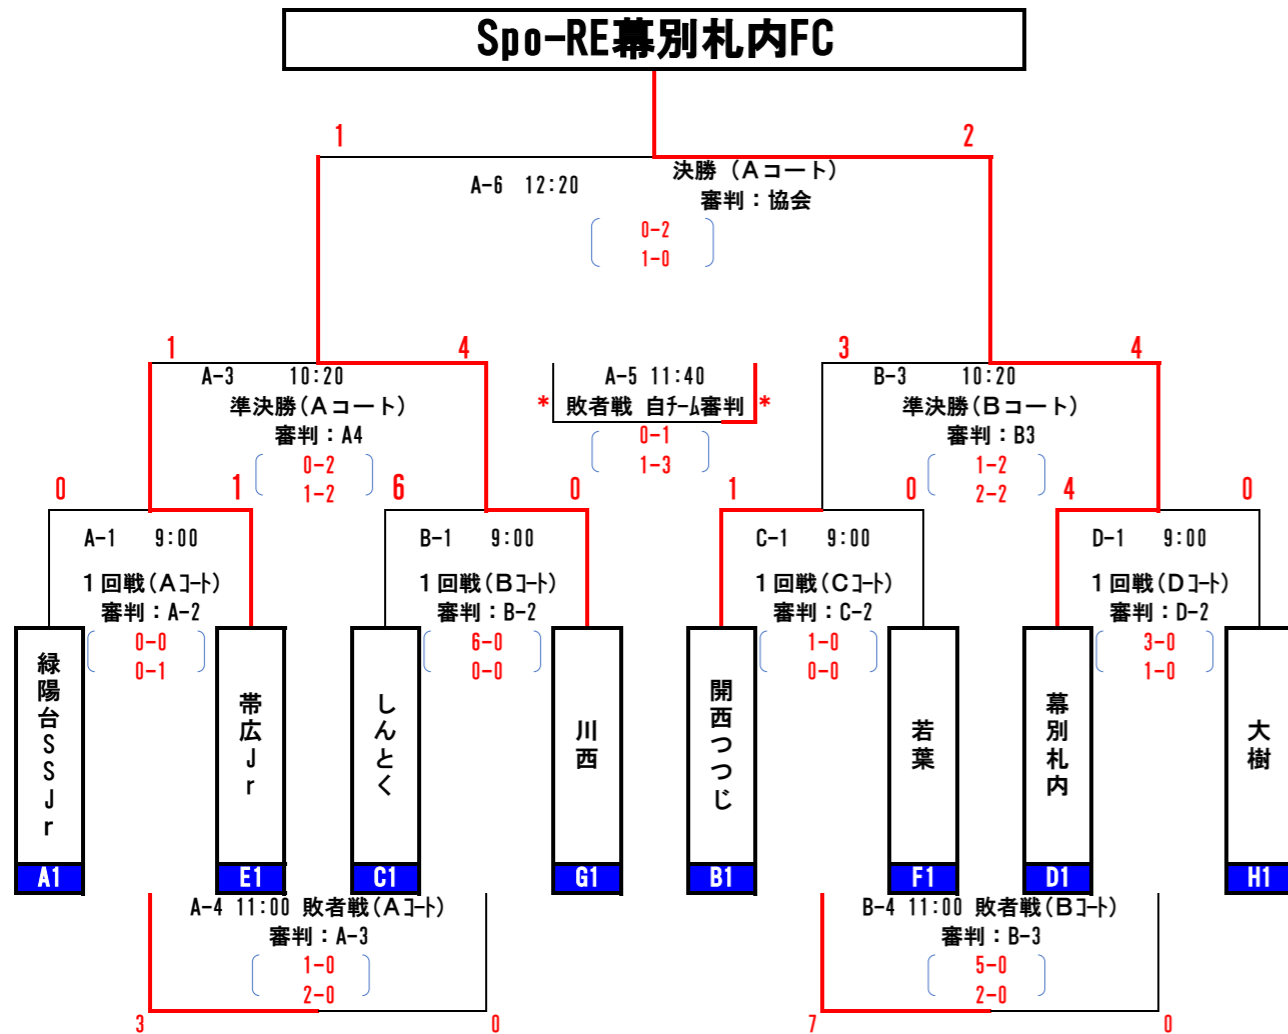 Spo-RE幕別札内FC
1
2
A-6 12:20
決勝（Aコート）
審判：協会
0-2
1-0
1
4
3
4
A-3 10:20
準決勝(Aコート)
審判：A4
0-2
1-2
A-5 11:40
* 敗者戦 自ﾁｰﾑ審判 *
0-1
1-3
B-3 10:20
準決勝(Bコート)
審判：B3
1-2
2-2
0
1
6
0
1
0
4
0
A-1 9:00
1回戦(Aｺｰﾄ)
審判：A-2
0-0
0-1
B-1 9:00
1回戦(Bｺｰﾄ)
審判：B-2
6-0
0-0
C-1 9:00
1回戦(Cｺｰﾄ)
審判：C-2
1-0
0-0
D-1 9:00
1回戦(Dｺｰﾄ)
審判：D-2
3-0
1-0
緑陽台SSJr
帯広Jr
しんとく
川西
開西つつじ
若葉
幕別札内
大樹
A1
E1
C1
G1
B1
F1
D1
H1
A-4 11:00 敗者戦(Aｺｰﾄ)
審判：A-3
1-0
2-0
3
0
B-4 11:00 敗者戦(Bｺｰﾄ)
審判：B-3
5-0
2-0
7
0